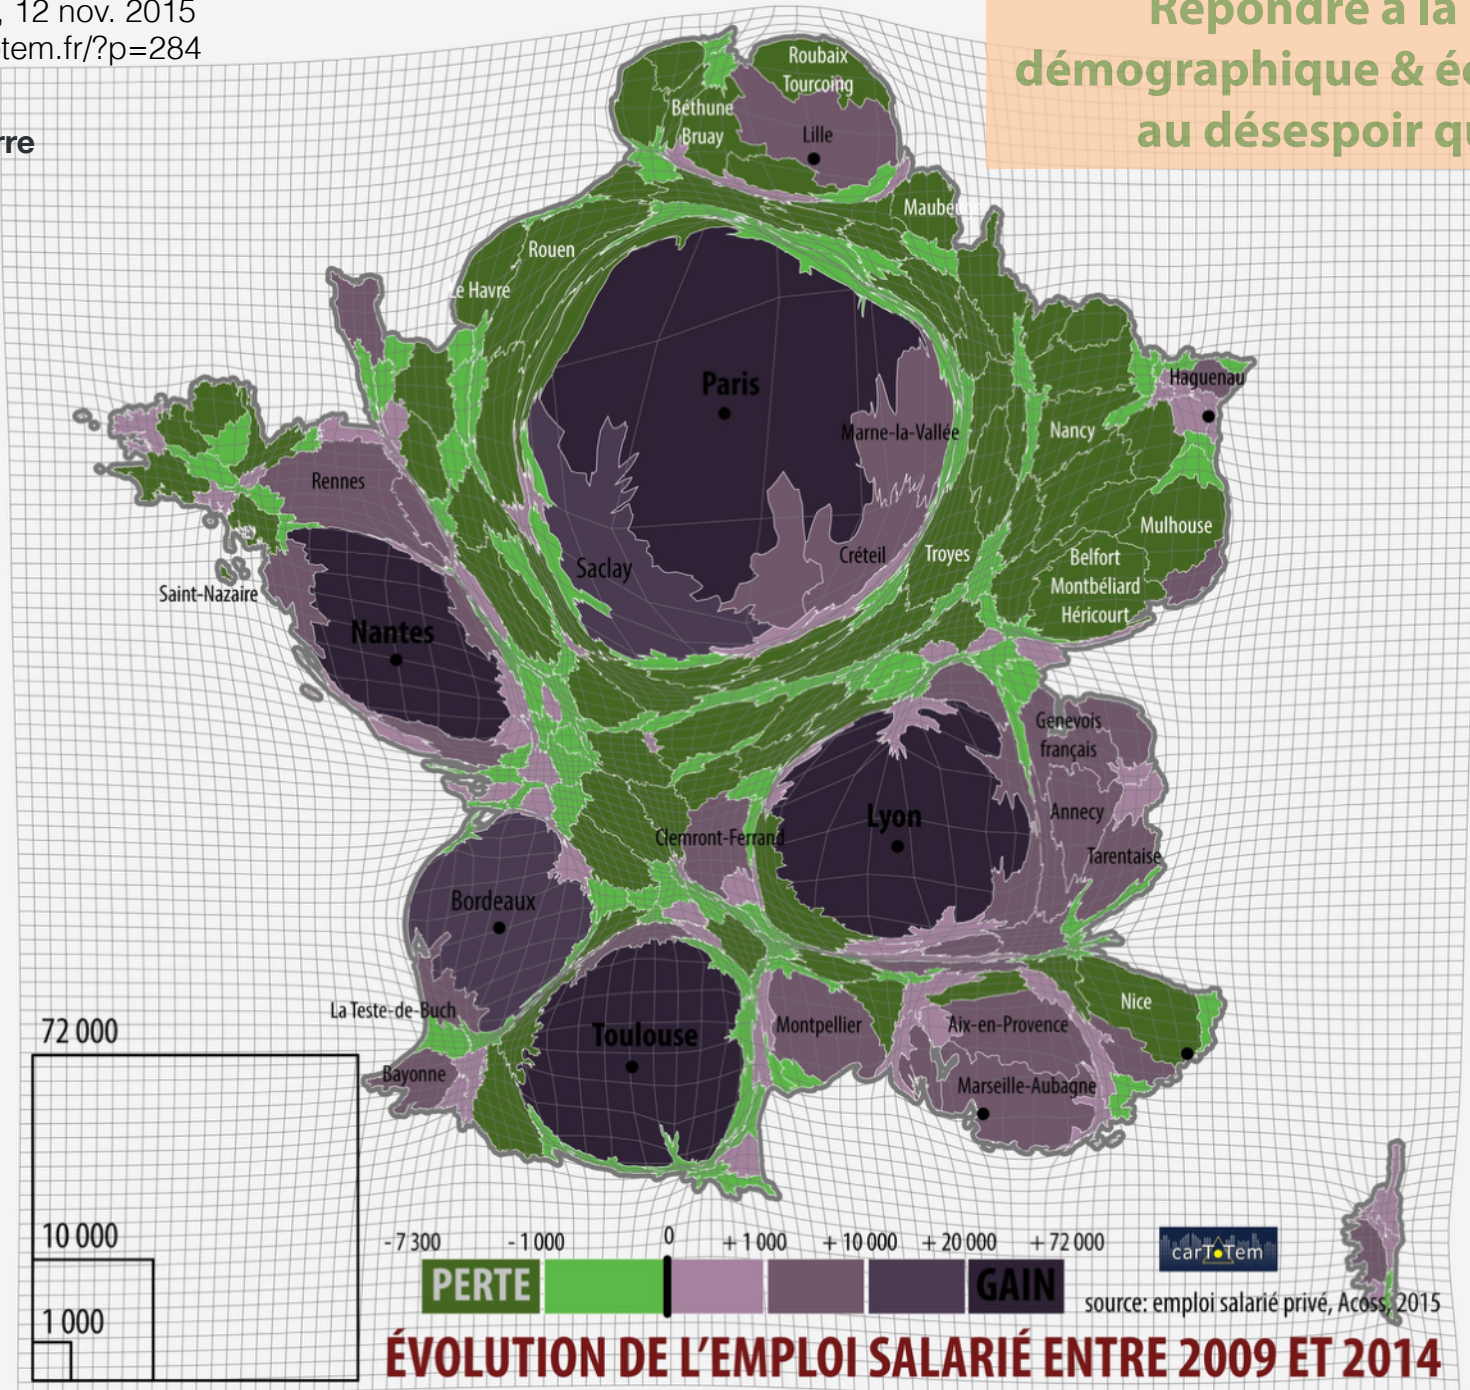 , 12 nov. 2015
tem.fr/?p=284
rre
Répondre à la
démographique & éc
au désespoir qu
Roubaix
Tourcoing
Béthune
Bruay
Lille
Maubeuge
Rouen
Le Havre
Paris
Marne-la-Vallée
Haguenau
Nancy
Rennes
Mulhouse
Troyes
Créteil
Saclay
Belfort
Montbéliard
Héricourt
Saint-Nazaire
Nantes
Genevois
français
Annecy
Lyon
Clemront-Ferrand
Tarentaise
Bordeaux
La Teste-de-Buch
Nice
Montpellier
Aix-en-Provence
Toulouse
Bayonne
Marseille-Aubagne
72 000
10 000
1 000
-7 300 -1 000 0 +1 000 +10 000 +20 000 +72 000
PERTE GAIN
carToTem
source: emploi salarié privé, Acoss, 2015
ÉVOLUTION DE L'EMPLOI SALARIÉ ENTRE 2009 ET 2014